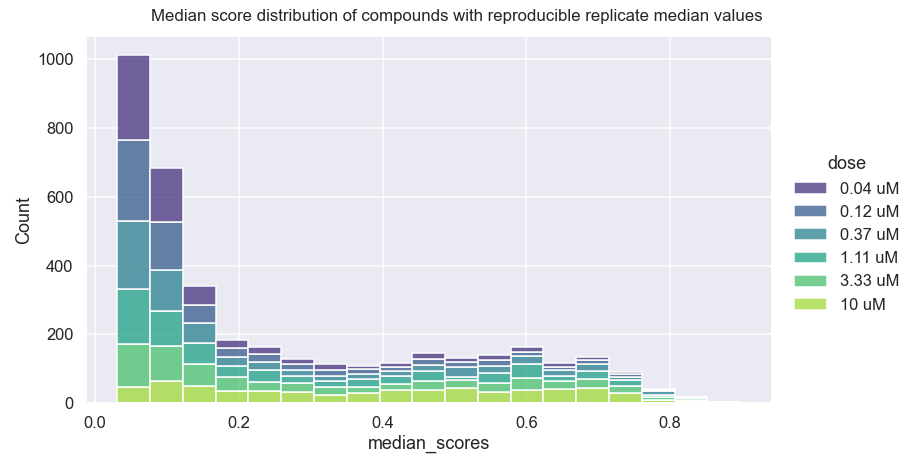 Median score distribution of compounds with reproducible replicate median values
1000
800
600
400
200
0
Count
0.0
0.2
0.4
0.6
0.8
median_scores
dose
0.04 uM
0.12 uM
0.37 uM
1.11 uM
3.33 uM
10 uM